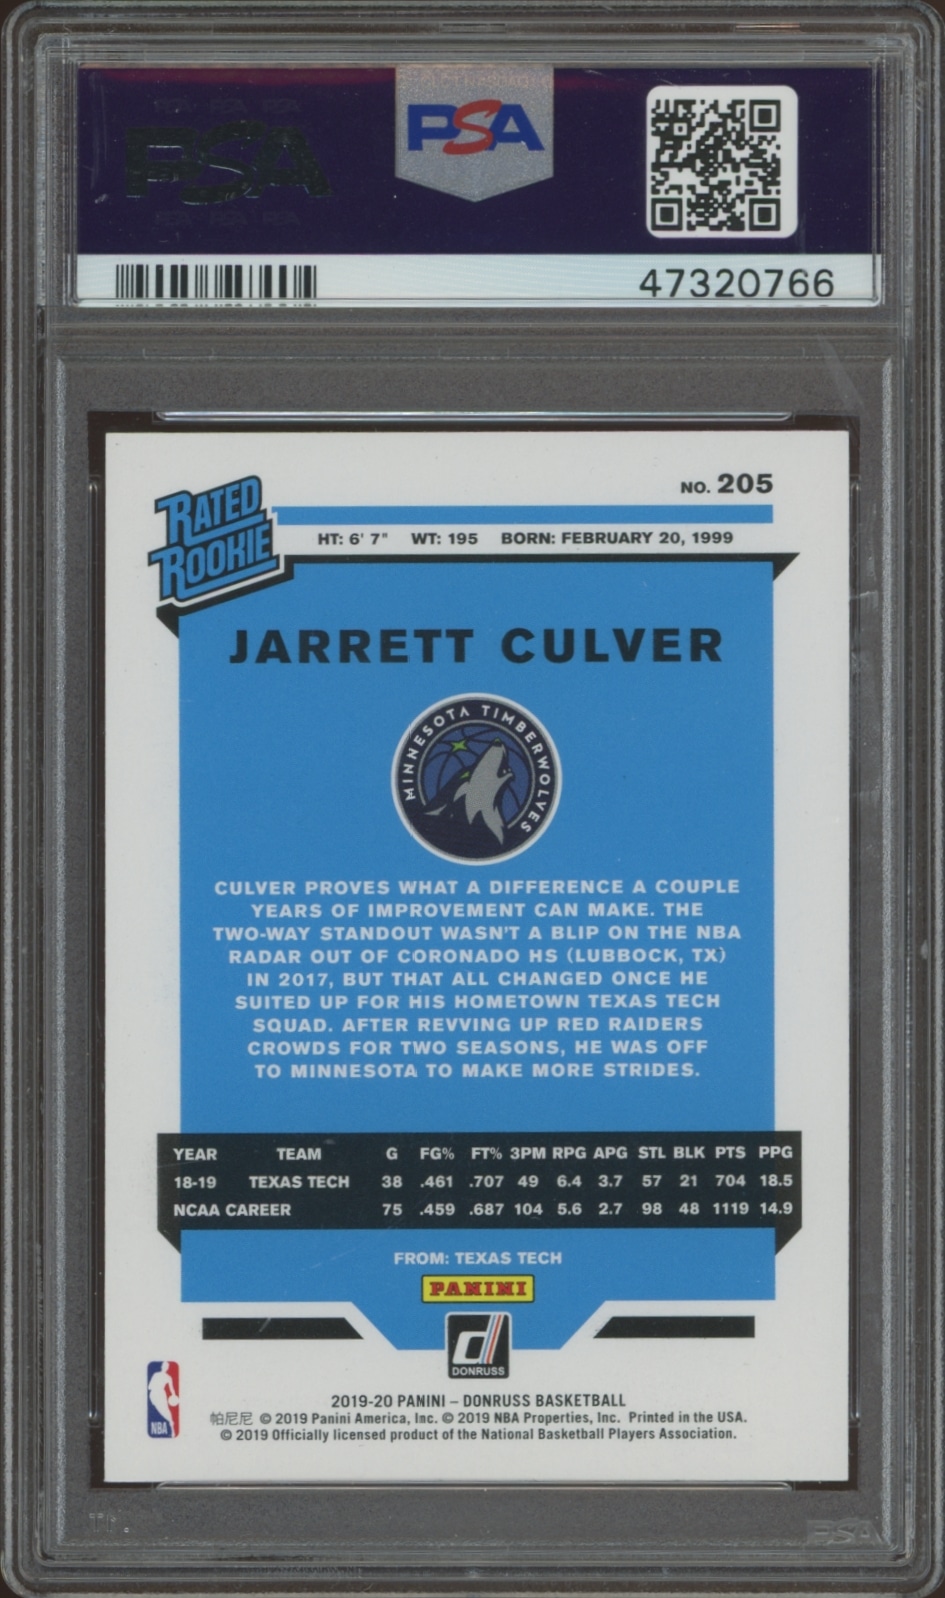 PSA
PSA
47320766
NO. 205
RATED
ROOKIE
HT: 6' 7" WT: 195 BORN: FEBRUARY 20, 1999
JARRETT CULVER
MINNESOTA TIMBERWOLVES
CULVER PROVES WHAT A DIFFERENCE A COUPLE
YEARS OF IMPROVEMENT CAN MAKE. THE
TWO-WAY STANDOUT WASN'T A BLIP ON THE NBA
RADAR OUT OF CORONADO HS (LUBBOCK, TX)
IN 2017, BUT THAT ALL CHANGED ONCE HE
SUITED UP FOR HIS HOMETOWN TEXAS TECH
SQUAD. AFTER REVVING UP RED RAIDERS
CROWDS FOR TWO SEASONS, HE WAS OFF
TO MINNESOTA TO MAKE MORE STRIDES.
YEAR TEAM G FG% FT% 3PM RPG APG STL BLK PTS PPG
18-19 TEXAS TECH 38 .461 .707 49 6.4 3.7 57 21 704 18.5
NCAA CAREER 75 .459 .687 104 5.6 2.7 98 48 1119 14.9
FROM: TEXAS TECH
PANINI
DONRUSS
2019-20 PANINI – DONRUSS BASKETBALL
帕尼尼 © 2019 Panini America, Inc. © 2019 NBA Properties, Inc. Printed in the USA.
© 2019 Officially licensed product of the National Basketball Players Association.
NBA
PSA